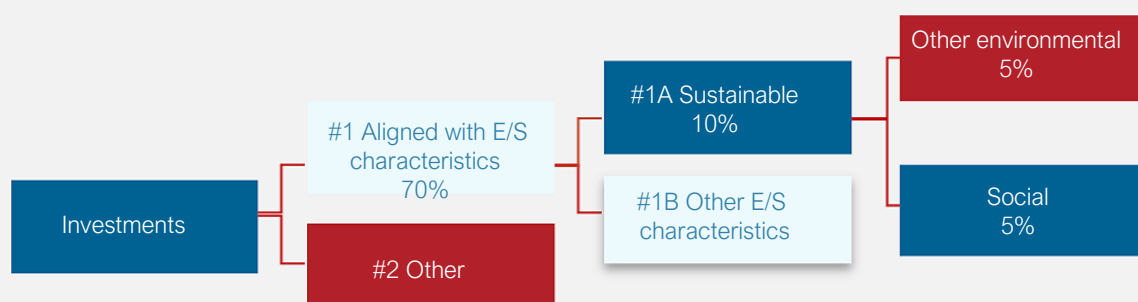 Investments
#1 Aligned with E/S
characteristics
70%
#2 Other
#1A Sustainable
10%
#1B Other E/S
characteristics
Other environmental
5%
Social
5%